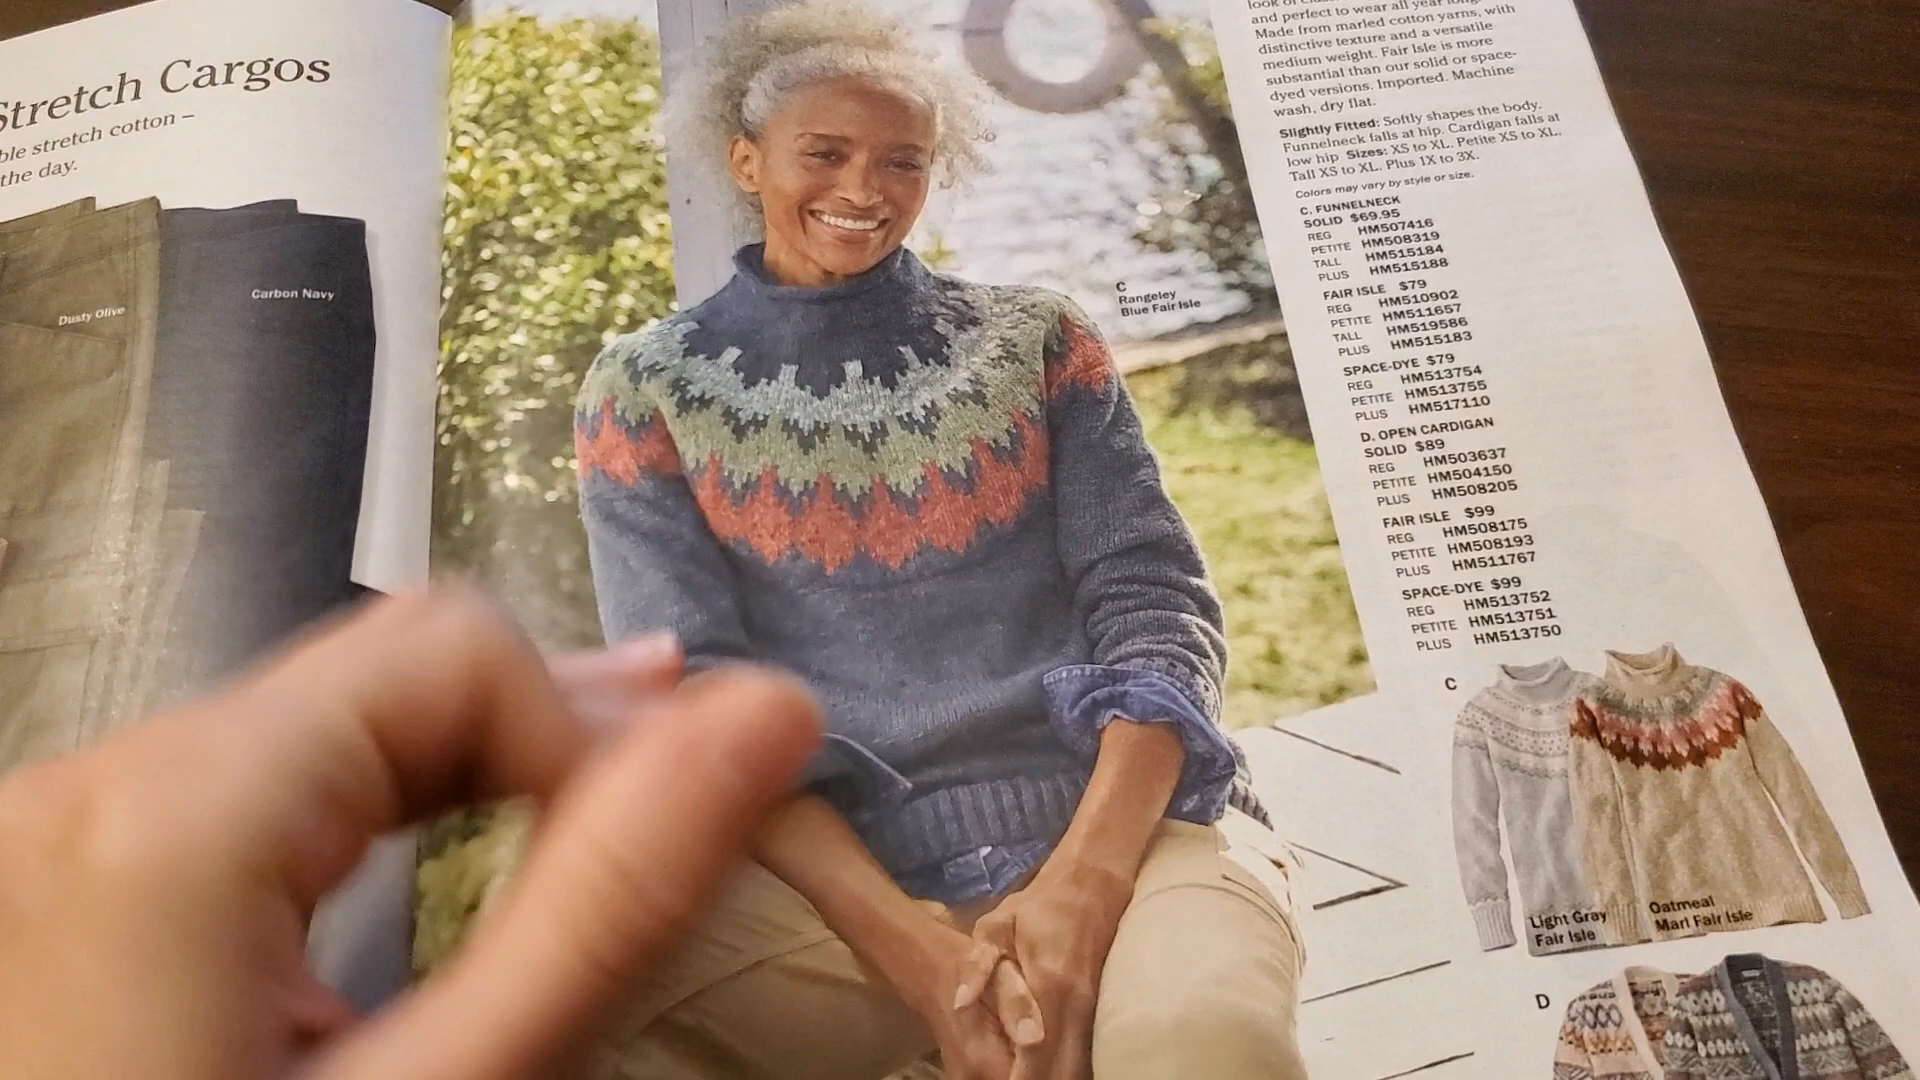 Stretch Cargos
ble stretch cotton –
the day.
Dusty Olive
Carbon Navy
C
Rangeley
Blue Fair Isle
and perfect to wear all year long.
Made from marled cotton yarns, with
distinctive texture and a versatile
medium weight. Fair Isle is more
substantial than our solid or space-
dyed versions. Imported. Machine
wash, dry flat.
Slightly Fitted: Softly shapes the body.
Funnelneck falls at hip. Cardigan falls at
low hip Sizes: XS to XL. Petite XS to XL.
Tall XS to XL. Plus 1X to 3X.
Colors may vary by style or size.
C. FUNNELNECK
SOLID $69.95
REG HM507416
PETITE HM508319
TALL HM515184
PLUS HM515188
FAIR ISLE $79
REG HM510902
PETITE HM511657
TALL HM519586
PLUS HM515183
SPACE-DYE $79
REG HM513754
PETITE HM513755
PLUS HM517110
D. OPEN CARDIGAN
SOLID $89
REG HM503637
PETITE HM504150
PLUS HM508205
FAIR ISLE $99
REG HM508175
PETITE HM508193
PLUS HM511767
SPACE-DYE $99
REG HM513752
PETITE HM513751
PLUS HM513750
C
Light Gray
Fair Isle
Oatmeal
Marl Fair Isle
D